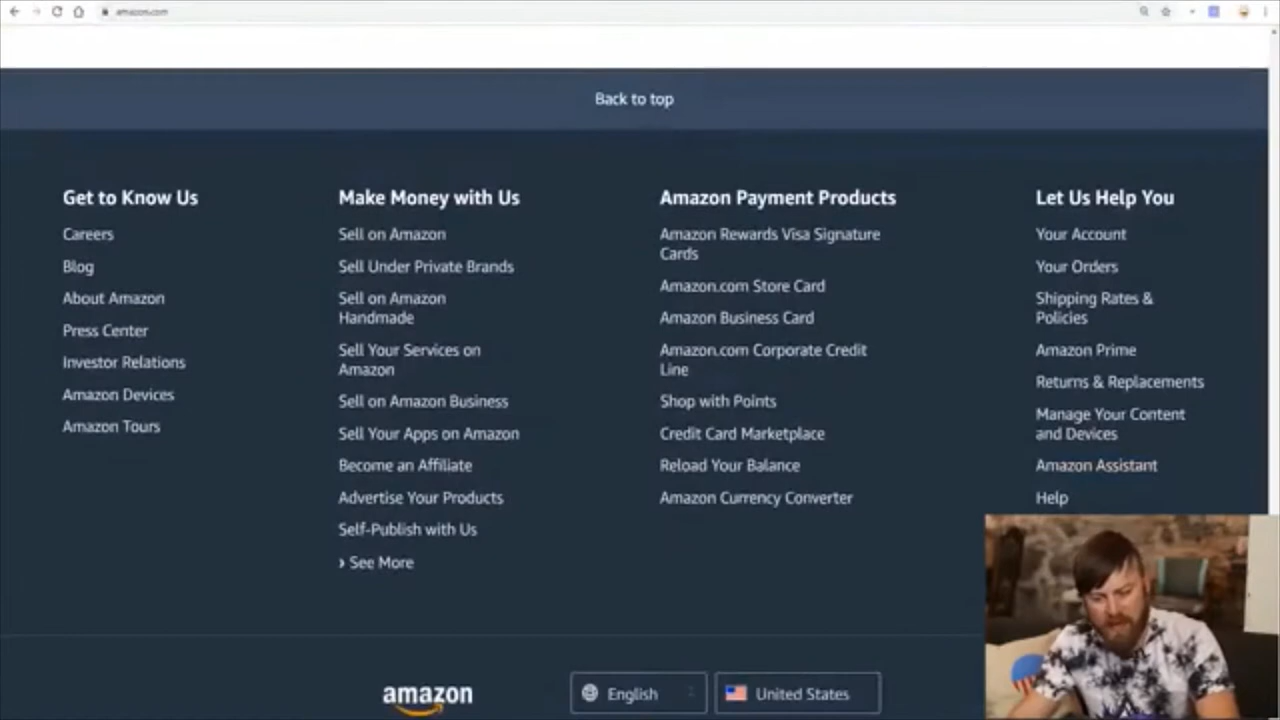 amazon.com
Back to top
Get to Know Us
Careers
Blog
About Amazon
Press Center
Investor Relations
Amazon Devices
Amazon Tours
Make Money with Us
Sell on Amazon
Sell Under Private Brands
Sell on Amazon
Handmade
Sell Your Services on
Amazon
Sell on Amazon Business
Sell Your Apps on Amazon
Become an Affiliate
Advertise Your Products
Self-Publish with Us
› See More
Amazon Payment Products
Amazon Rewards Visa Signature
Cards
Amazon.com Store Card
Amazon Business Card
Amazon.com Corporate Credit
Line
Shop with Points
Credit Card Marketplace
Reload Your Balance
Amazon Currency Converter
Let Us Help You
Your Account
Your Orders
Shipping Rates &
Policies
Amazon Prime
Returns & Replacements
Manage Your Content
and Devices
Amazon Assistant
Help
amazon
English
United States